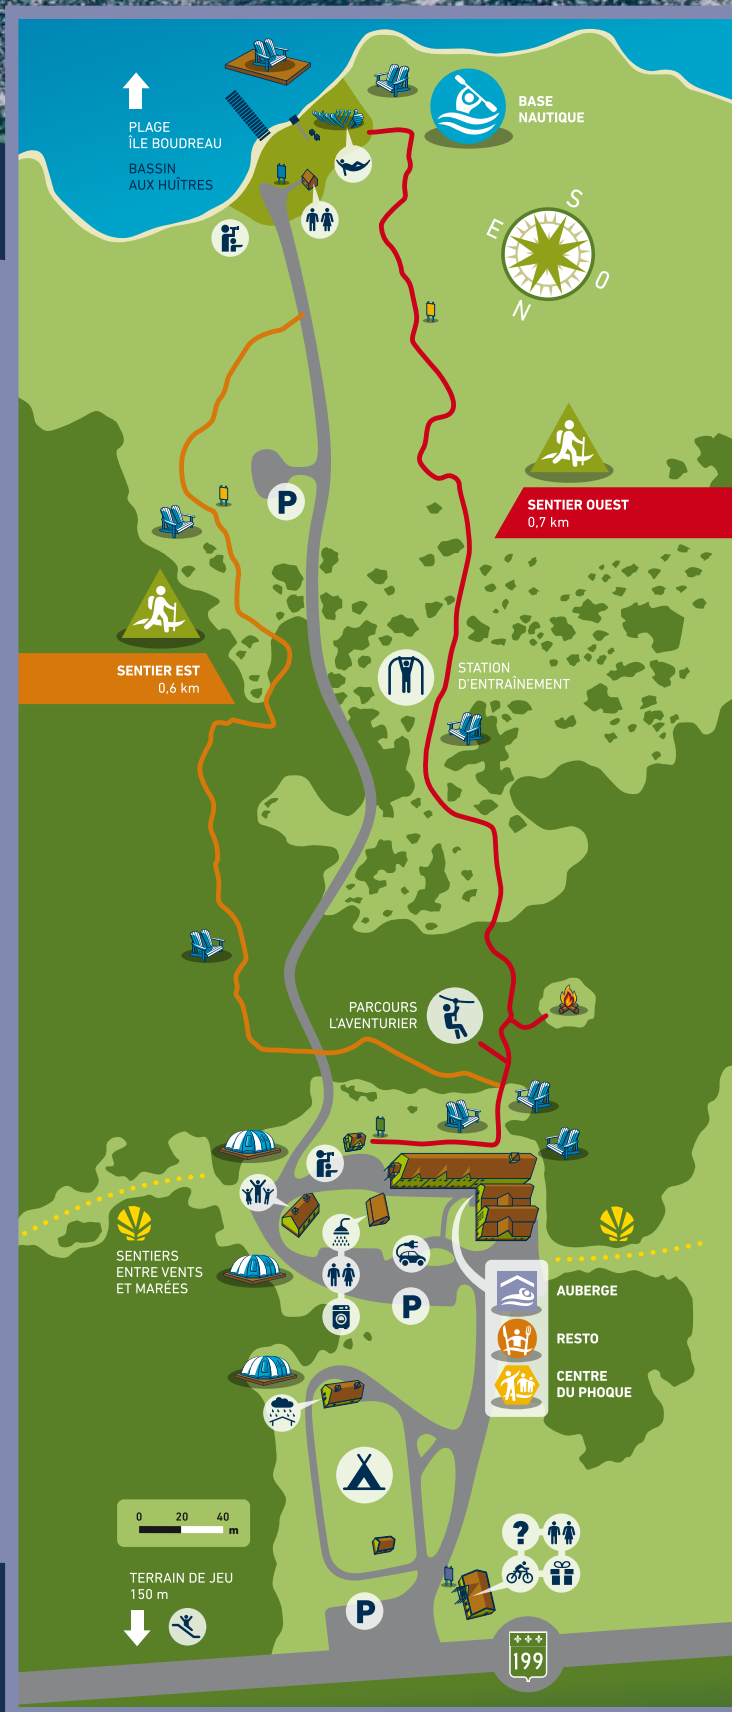 PLAGE
ÎLE BOUDREAU
BASSIN
AUX HUÎTRES
BASE
NAUTIQUE
S
E
O
N
P
SENTIER OUEST
0,7 km
SENTIER EST
0,6 km
STATION
D'ENTRAÎNEMENT
PARCOURS
L'AVENTURIER
SENTIERS
ENTRE VENTS
ET MARÉES
P
AUBERGE
RESTO
CENTRE
DU PHOQUE
0 20 40
m
?
TERRAIN DE JEU
150 m
P
199